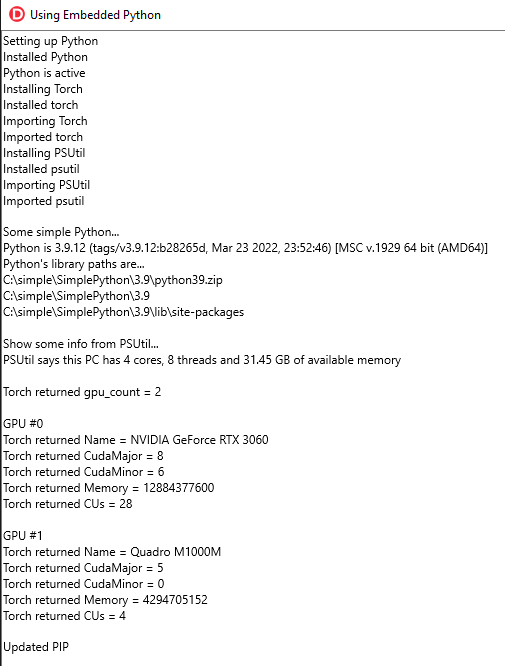 Using Embedded Python
Setting up Python
Installed Python
Python is active
Installing Torch
Installed torch
Importing Torch
Imported torch
Installing PSUtil
Installed psutil
Importing PSUtil
Imported psutil
Some simple Python...
Python is 3.9.12 (tags/v3.9.12:b28265d, Mar 23 2022, 23:52:46) [MSC v.1929 64 bit (AMD64)]
Python's library paths are...
C:\simple\SimplePython\3.9\python39.zip
C:\simple\SimplePython\3.9
C:\simple\SimplePython\3.9\lib\site-packages
Show some info from PSUtil...
PSUtil says this PC has 4 cores, 8 threads and 31.45 GB of available memory
Torch returned gpu_count = 2
GPU #0
Torch returned Name = NVIDIA GeForce RTX 3060
Torch returned CudaMajor = 8
Torch returned CudaMinor = 6
Torch returned Memory = 12884377600
Torch returned CUs = 28
GPU #1
Torch returned Name = Quadro M1000M
Torch returned CudaMajor = 5
Torch returned CudaMinor = 0
Torch returned Memory = 4294705152
Torch returned CUs = 4
Updated PIP